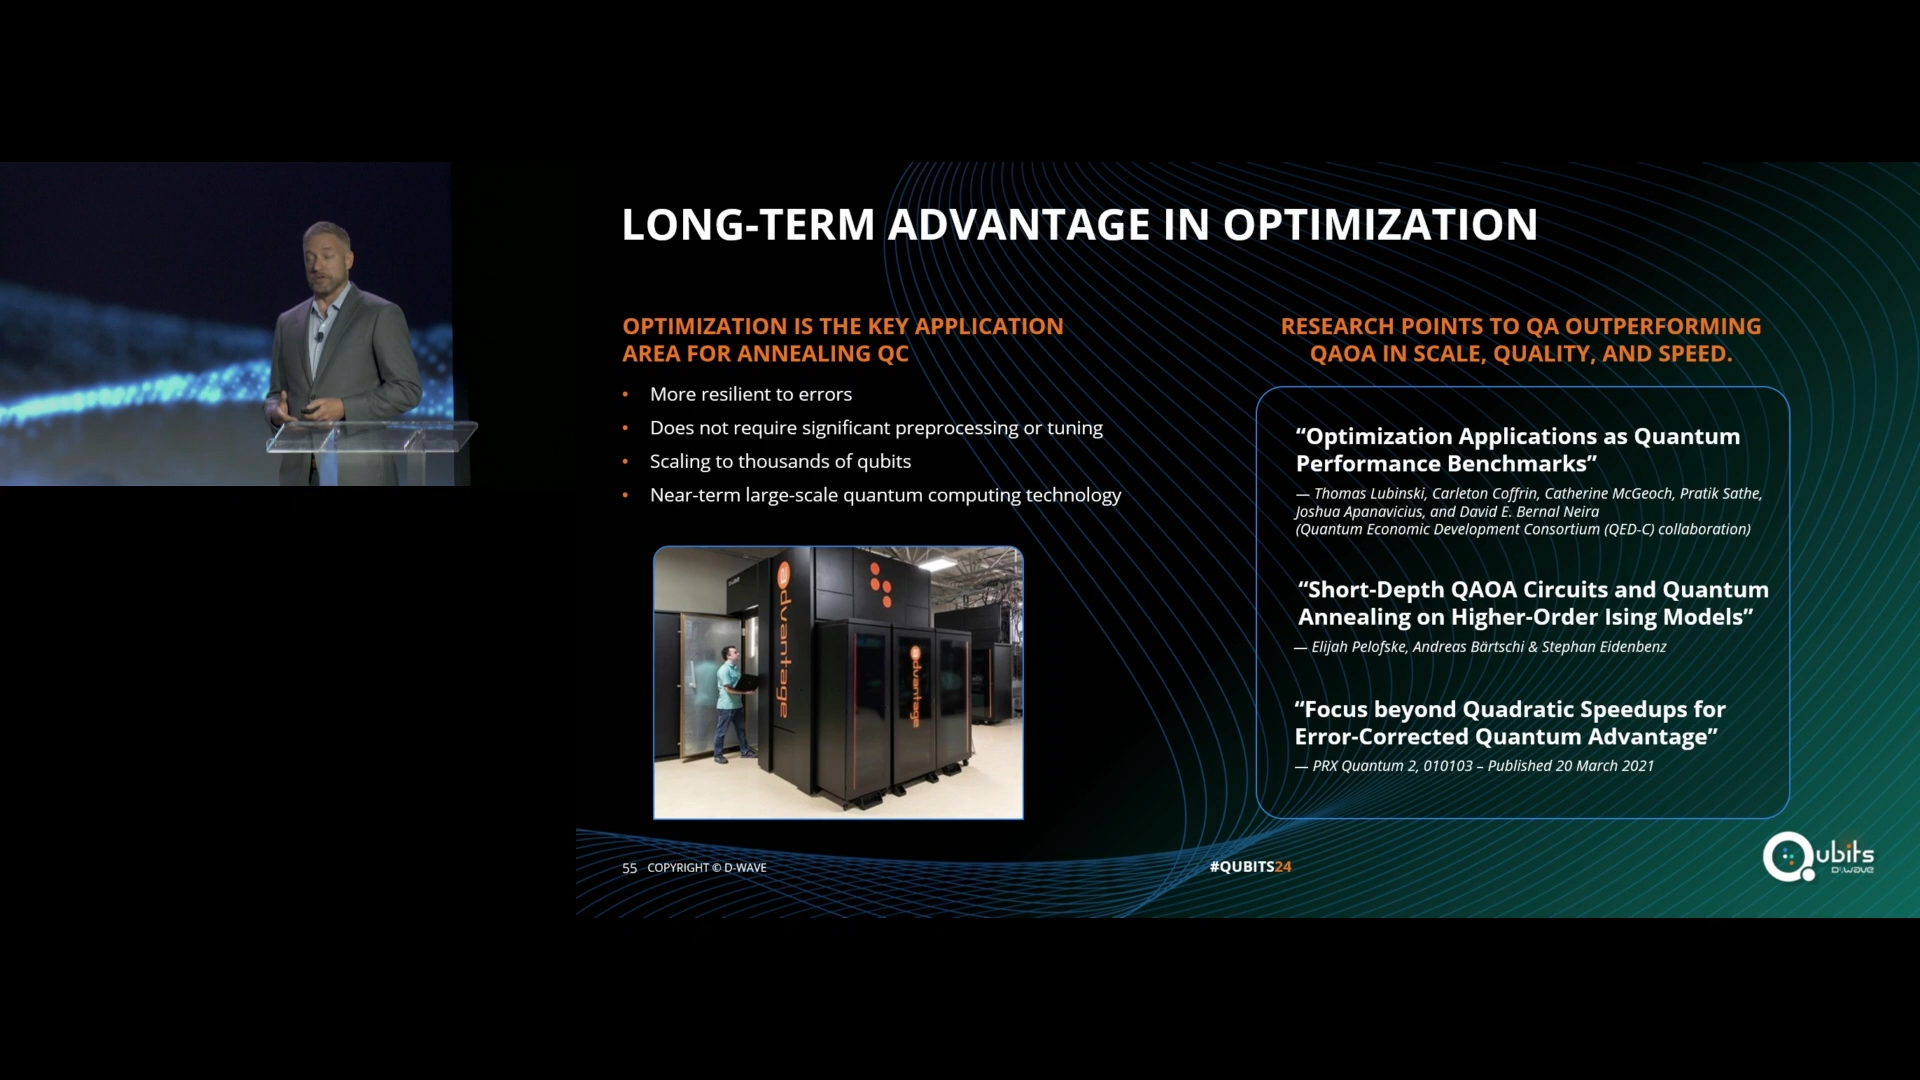 LONG-TERM ADVANTAGE IN OPTIMIZATION
OPTIMIZATION IS THE KEY APPLICATION
AREA FOR ANNEALING QC
• More resilient to errors
• Does not require significant preprocessing or tuning
• Scaling to thousands of qubits
• Near-term large-scale quantum computing technology
advantage
advantage
RESEARCH POINTS TO QA OUTPERFORMING
QAOA IN SCALE, QUALITY, AND SPEED.
“Optimization Applications as Quantum
Performance Benchmarks”
— Thomas Lubinski, Carleton Coffrin, Catherine McGeoch, Pratik Sathe,
Joshua Apanavicius, and David E. Bernal Neira
(Quantum Economic Development Consortium (QED-C) collaboration)
“Short-Depth QAOA Circuits and Quantum
Annealing on Higher-Order Ising Models”
— Elijah Pelofske, Andreas Bärtschi & Stephan Eidenbenz
“Focus beyond Quadratic Speedups for
Error-Corrected Quantum Advantage”
— PRX Quantum 2, 010103 – Published 20 March 2021
55 COPYRIGHT © D-WAVE
#QUBITS24
Qubits
D:WAVE